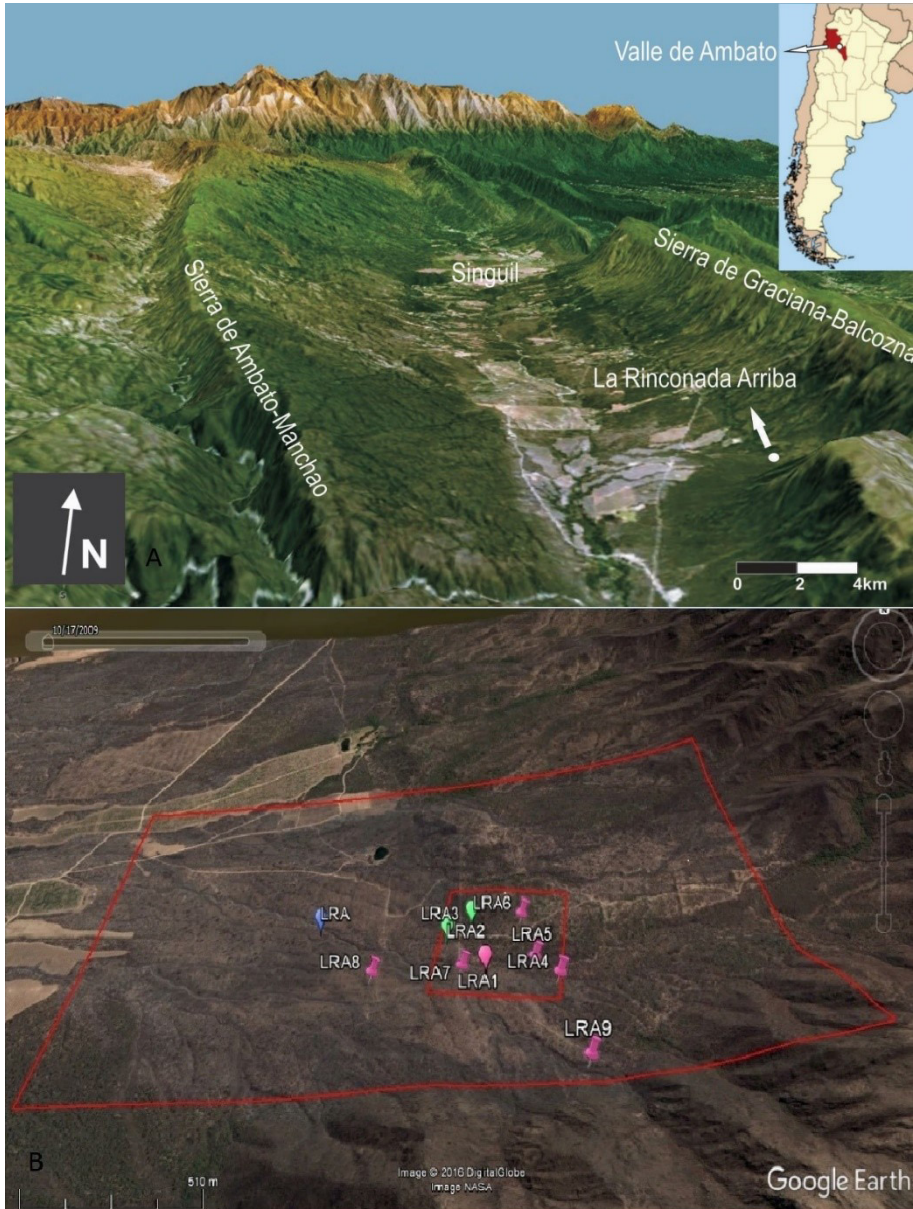 Valle de Ambato
Sierra de Graciana-Balcozna
Singuil
Sierra de Ambato-Manchao
La Rinconada Arriba
N
A
0 2 4km
10/17/2009
LRA
LRA3
LRA6
LRA2
LRA5
LRA8
LRA7
LRA1
LRA4
LRA9
B
510 m
Image © 2016 DigitalGlobe
Image NASA
Google Earth